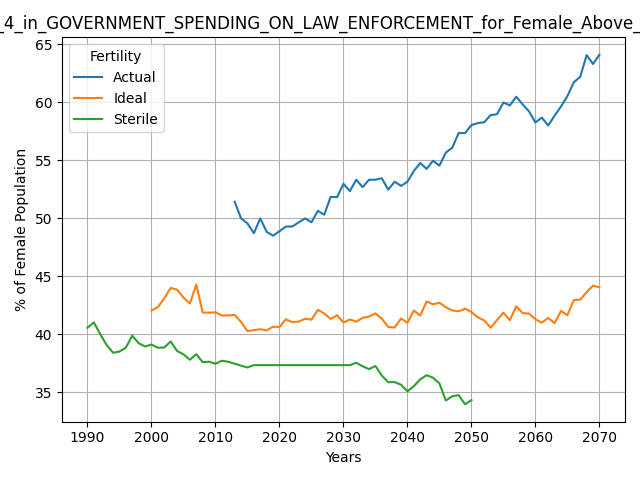 _4_in_GOVERNMENT_SPENDING_ON_LAW_ENFORCEMENT_for_Female_Above_
Fertility
Actual
Ideal
Sterile
% of Female Population
65
60
55
50
45
40
35
1990 2000 2010 2020 2030 2040 2050 2060 2070
Years